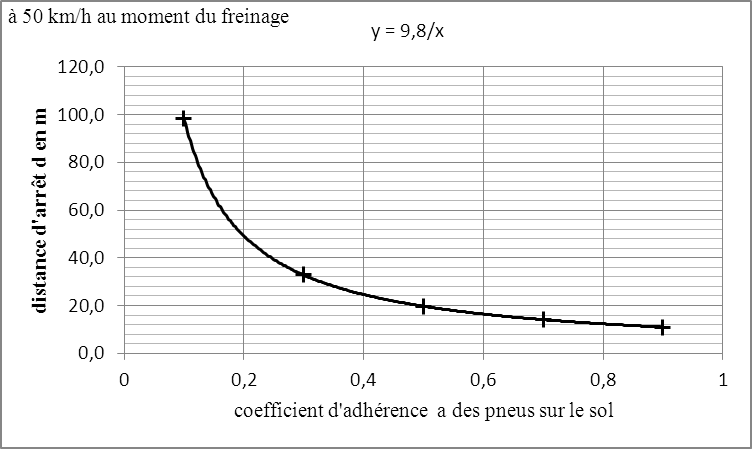 à 50 km/h au moment du freinage
y = 9,8/x
distance d'arrêt d en m
120,0
100,0
80,0
60,0
40,0
20,0
0,0
0 0,2 0,4 0,6 0,8 1
coefficient d'adhérence a des pneus sur le sol